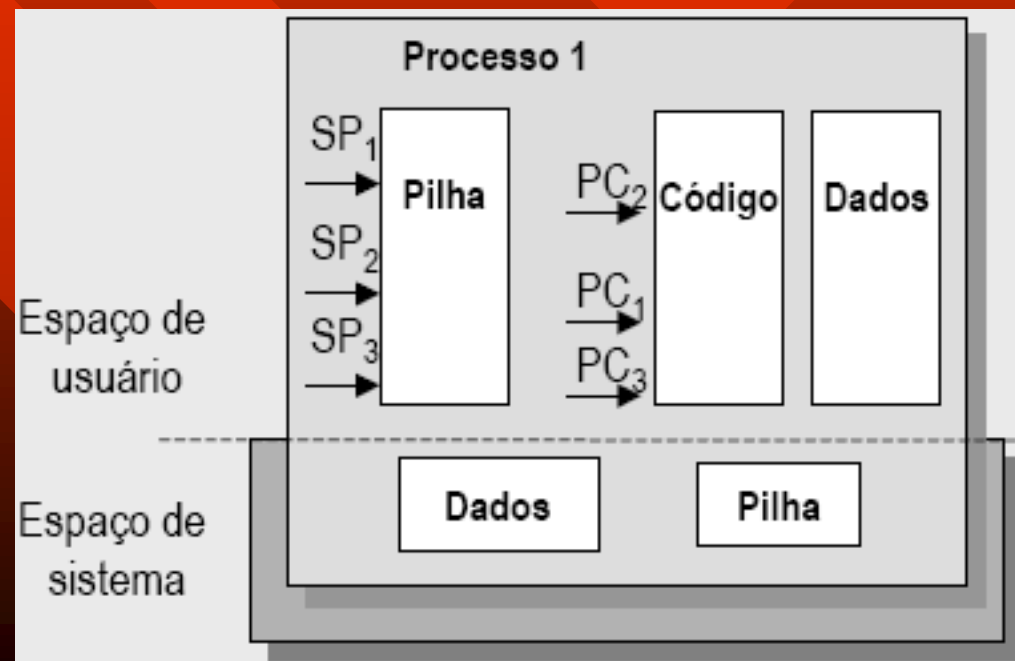 Processo 1
SP1
Pilha
SP2
SP3
PC2
Código
Dados
PC1
PC3
Espaço de
usuário
Dados
Pilha
Espaço de
sistema